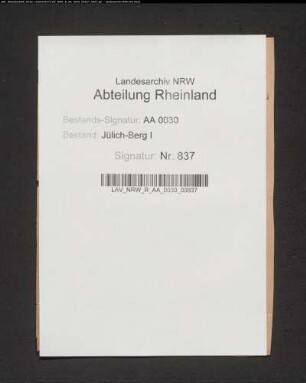 Landesarchiv NRW
Abteilung Rheinland
Bestands-Signatur: AA 0030
Bestand: Jülich-Berg I
Signatur: Nr. 837
LAV_NRW_R_AA_0030_00837